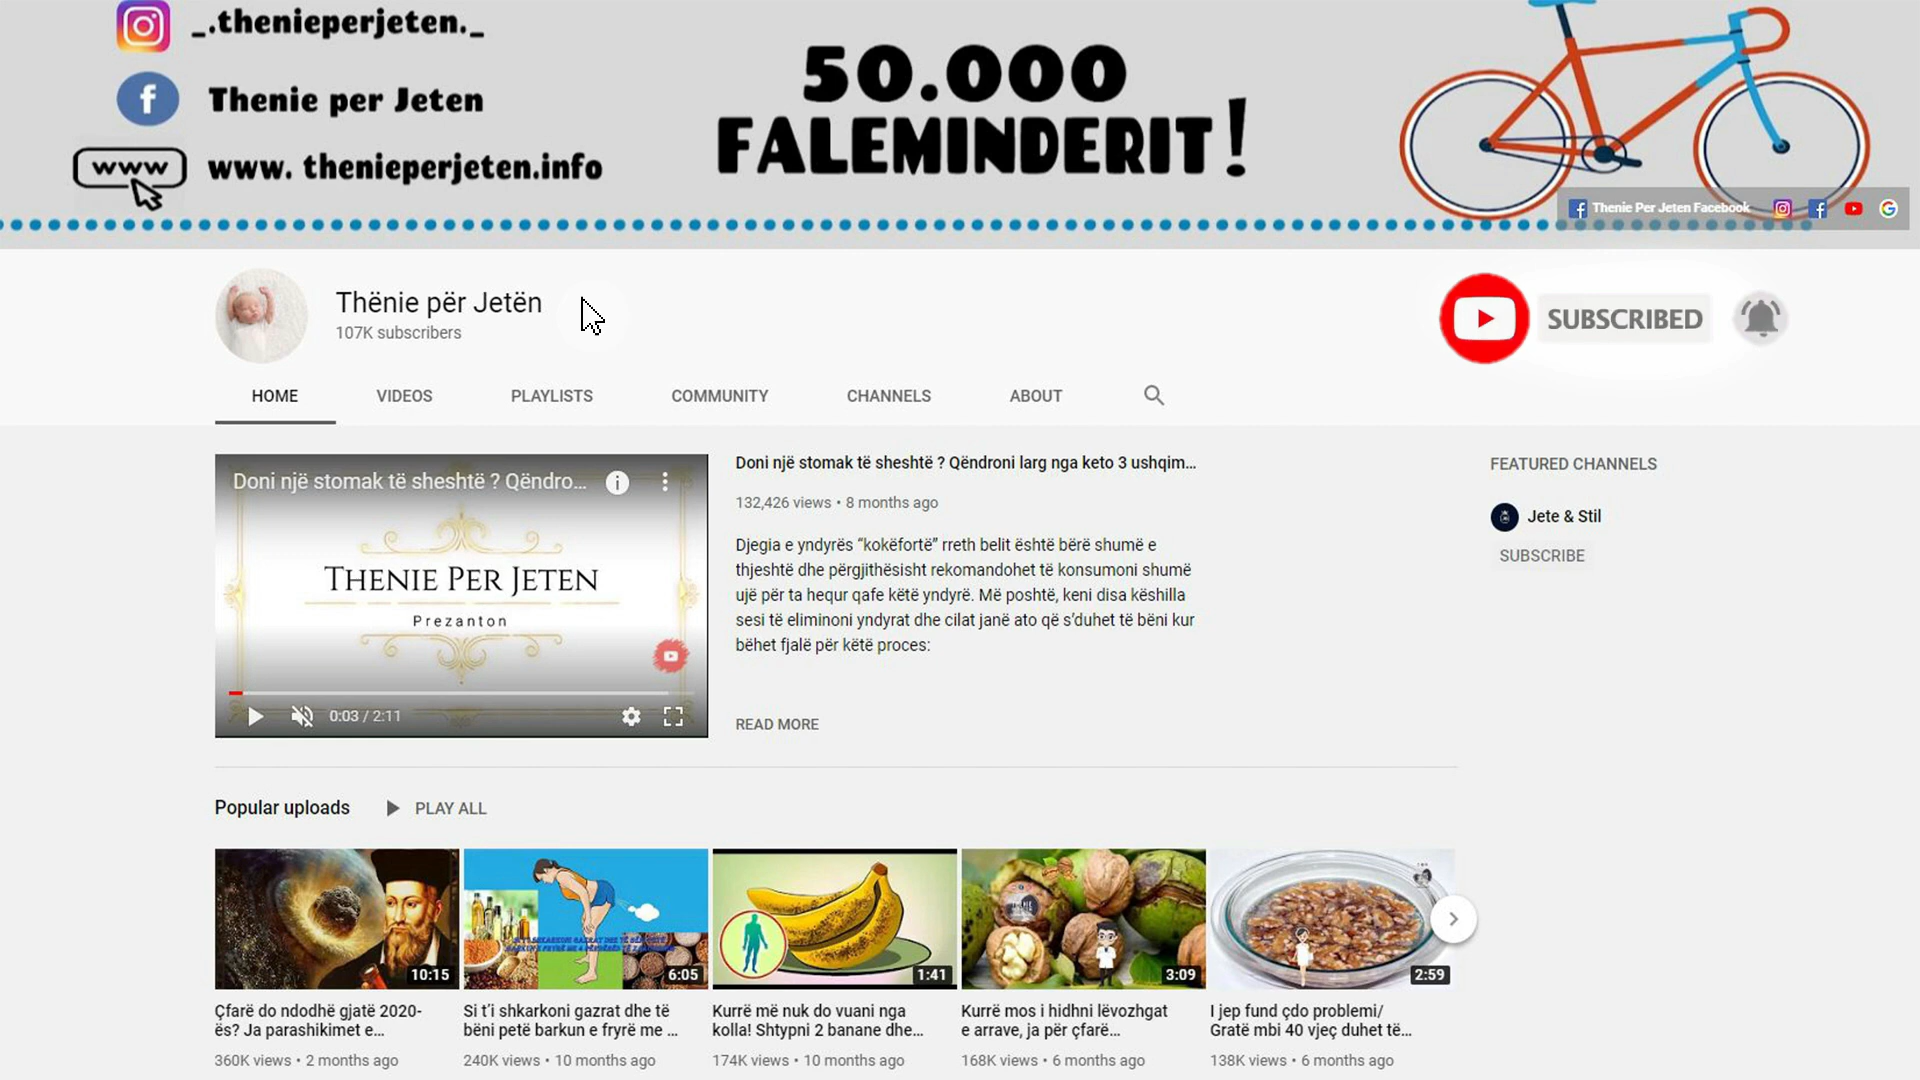 _.thenieperjeten._
Thenie per Jeten
www
www. thenieperjeten.info
50.000
FALEMINDERIT!
Thenie Per Jeten Facebook
Thënie për Jetën
107K subscribers
SUBSCRIBED
HOME
VIDEOS
PLAYLISTS
COMMUNITY
CHANNELS
ABOUT
Doni një stomak të sheshtë ? Qëndro...
THENIE PER JETEN
Prezanton
0:03 / 2:11
Doni një stomak të sheshtë ? Qëndroni larg nga keto 3 ushqim...
132,426 views • 8 months ago
Djegia e yndyrës “kokëfortë” rreth belit është bërë shumë e
thjeshtë dhe përgjithësisht rekomandohet të konsumoni shumë
ujë për ta hequr qafe këtë yndyrë. Më poshtë, keni disa këshilla
sesi të eliminoni yndyrat dhe cilat janë ato që s’duhet të bëni kur
bëhet fjalë për këtë proces:
READ MORE
FEATURED CHANNELS
Jete & Stil
SUBSCRIBE
Popular uploads
PLAY ALL
10:15
6:05
1:41
3:09
2:59
Çfarë do ndodhë gjatë 2020-
ës? Ja parashikimet e...
360K views • 2 months ago
Si t’i shkarkoni gazrat dhe të
bëni petë barkun e fryrë me ...
240K views • 10 months ago
Kurrë më nuk do vuani nga
kolla! Shtypni 2 banane dhe...
174K views • 10 months ago
Kurrë mos i hidhni lëvozhgat
e arrave, ja për çfarë...
168K views • 6 months ago
I jep fund çdo problemi/
Gratë mbi 40 vjeç duhet të...
138K views • 6 months ago